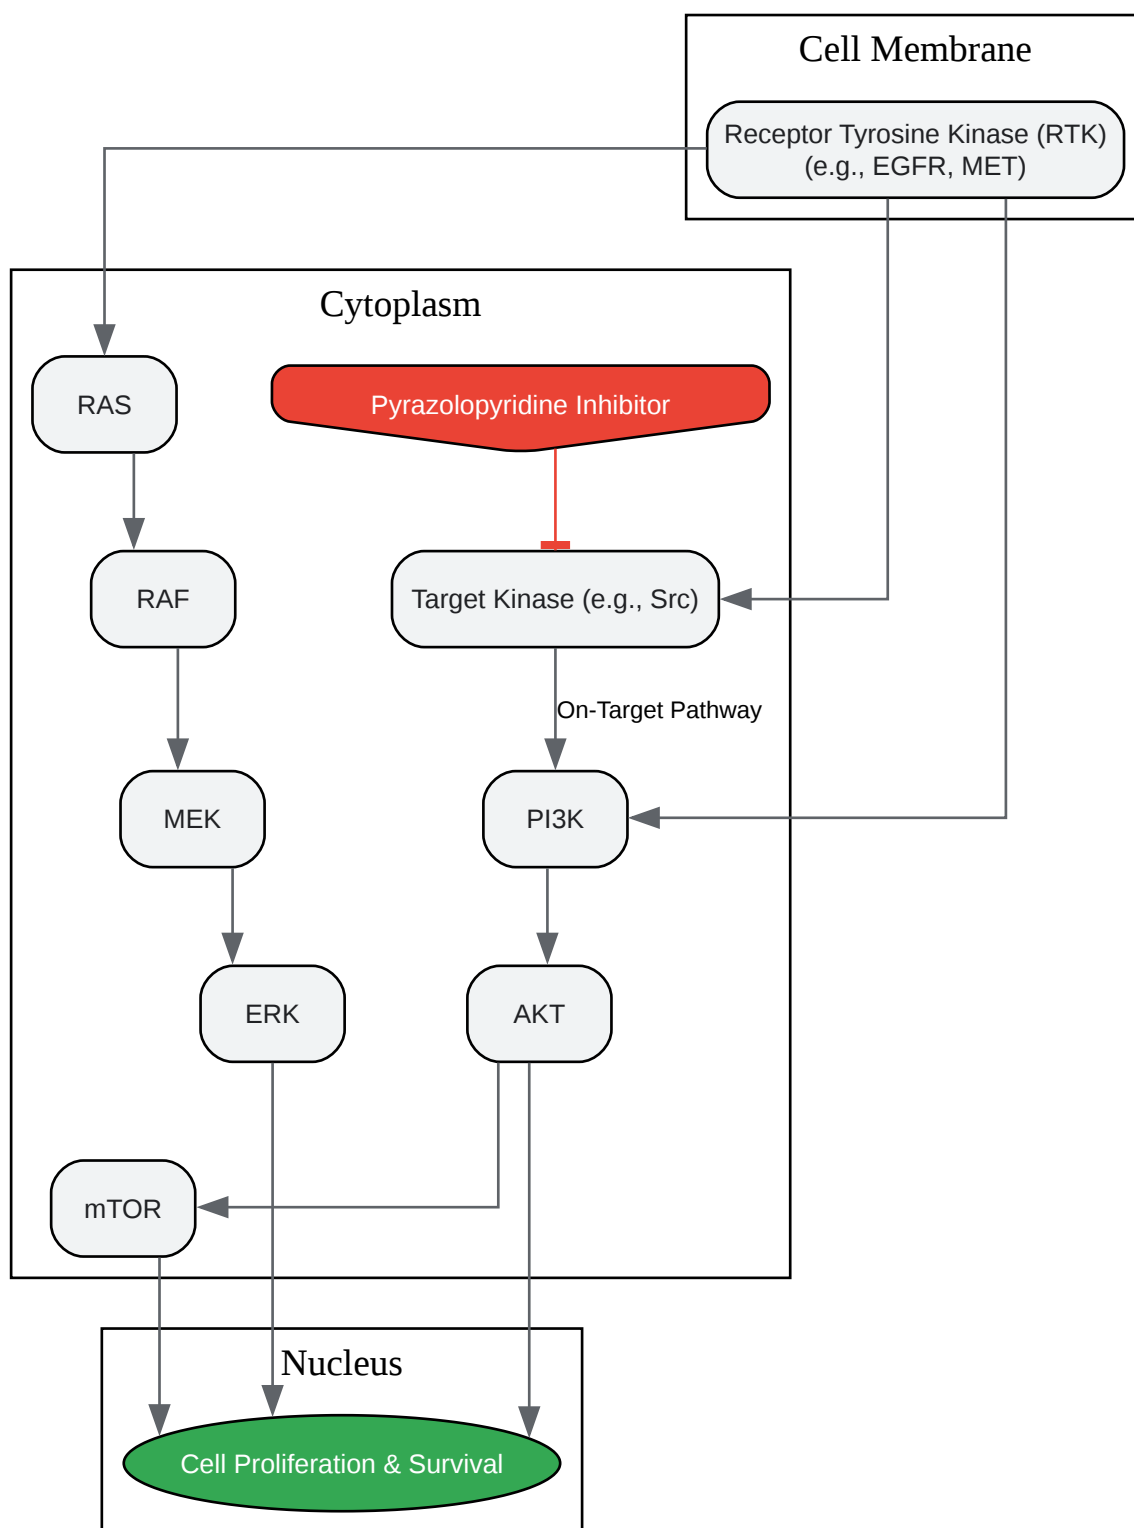 Cell Membrane
Receptor Tyrosine Kinase (RTK)
(e.g., EGFR, MET)
Cytoplasm
RAS
Pyrazolopyridine Inhibitor
RAF
Target Kinase (e.g., Src)
On-Target Pathway
MEK
PI3K
ERK
AKT
mTOR
Nucleus
Cell Proliferation & Survival